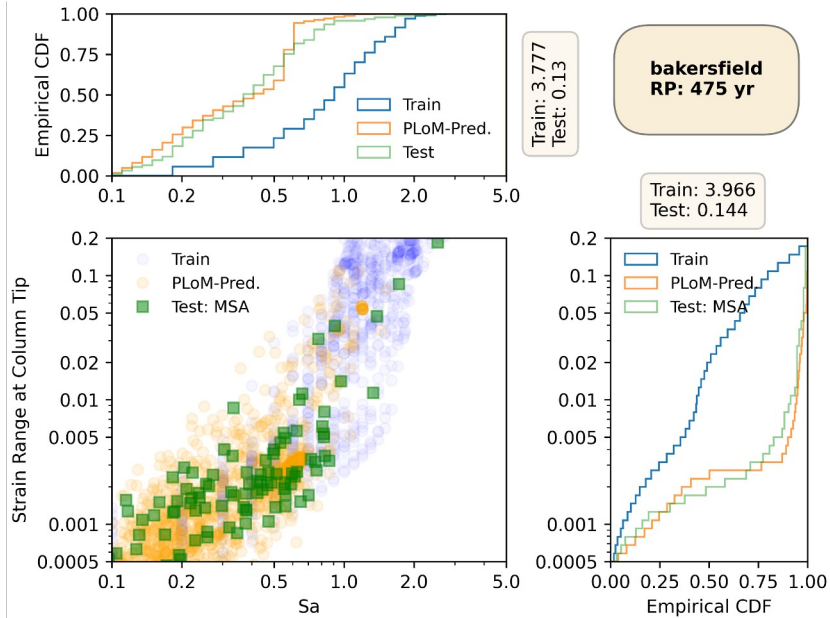 1.00
0.75
0.50
0.25
0.00
Empirical CDF
Train
PLoM-Pred.
Test
0.1
0.2
0.5
1.0
2.0
5.0
Train: 3.777
Test: 0.13
bakersfield
RP: 475 yr
Train: 3.966
Test: 0.144
0.2
0.1
0.05
0.02
0.01
0.005
0.001
0.0005
Strain Range at Column Tip
Train
PLoM-Pred.
Test: MSA
0.1
0.2
0.5
1.0
2.0
5.0
Sa
0.2
0.1
0.05
0.02
0.01
0.005
0.001
0.0005
Train
PLoM-Pred.
Test: MSA
0.00
0.25
0.50
0.75
1.00
Empirical CDF